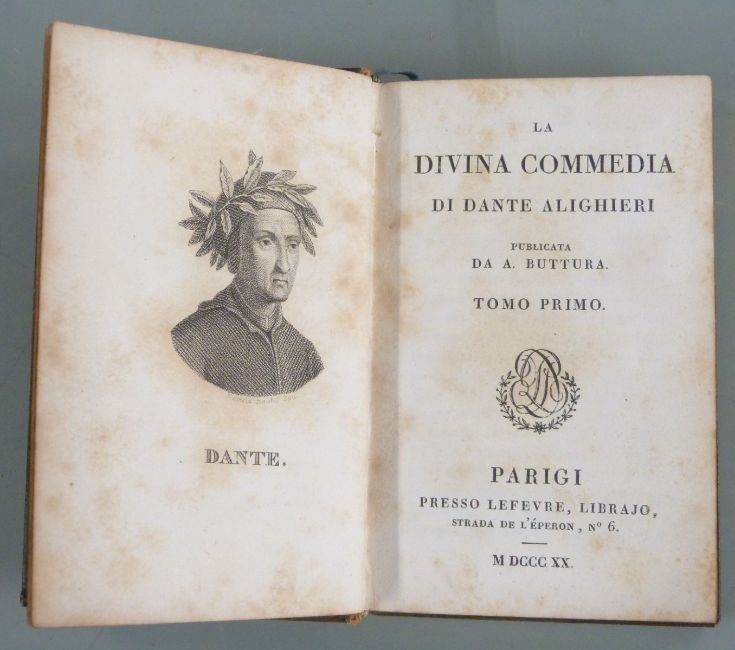 DANTE.
LA
DIVINA COMMEDIA
DI DANTE ALIGHIERI
PUBLICATA
DA A. BUTTURA.
TOMO PRIMO.
PARIGI
PRESSO LEFEVRE, LIBRAJO,
STRADA DE L'ÉPERON, Nº 6.
M DCCC XX.